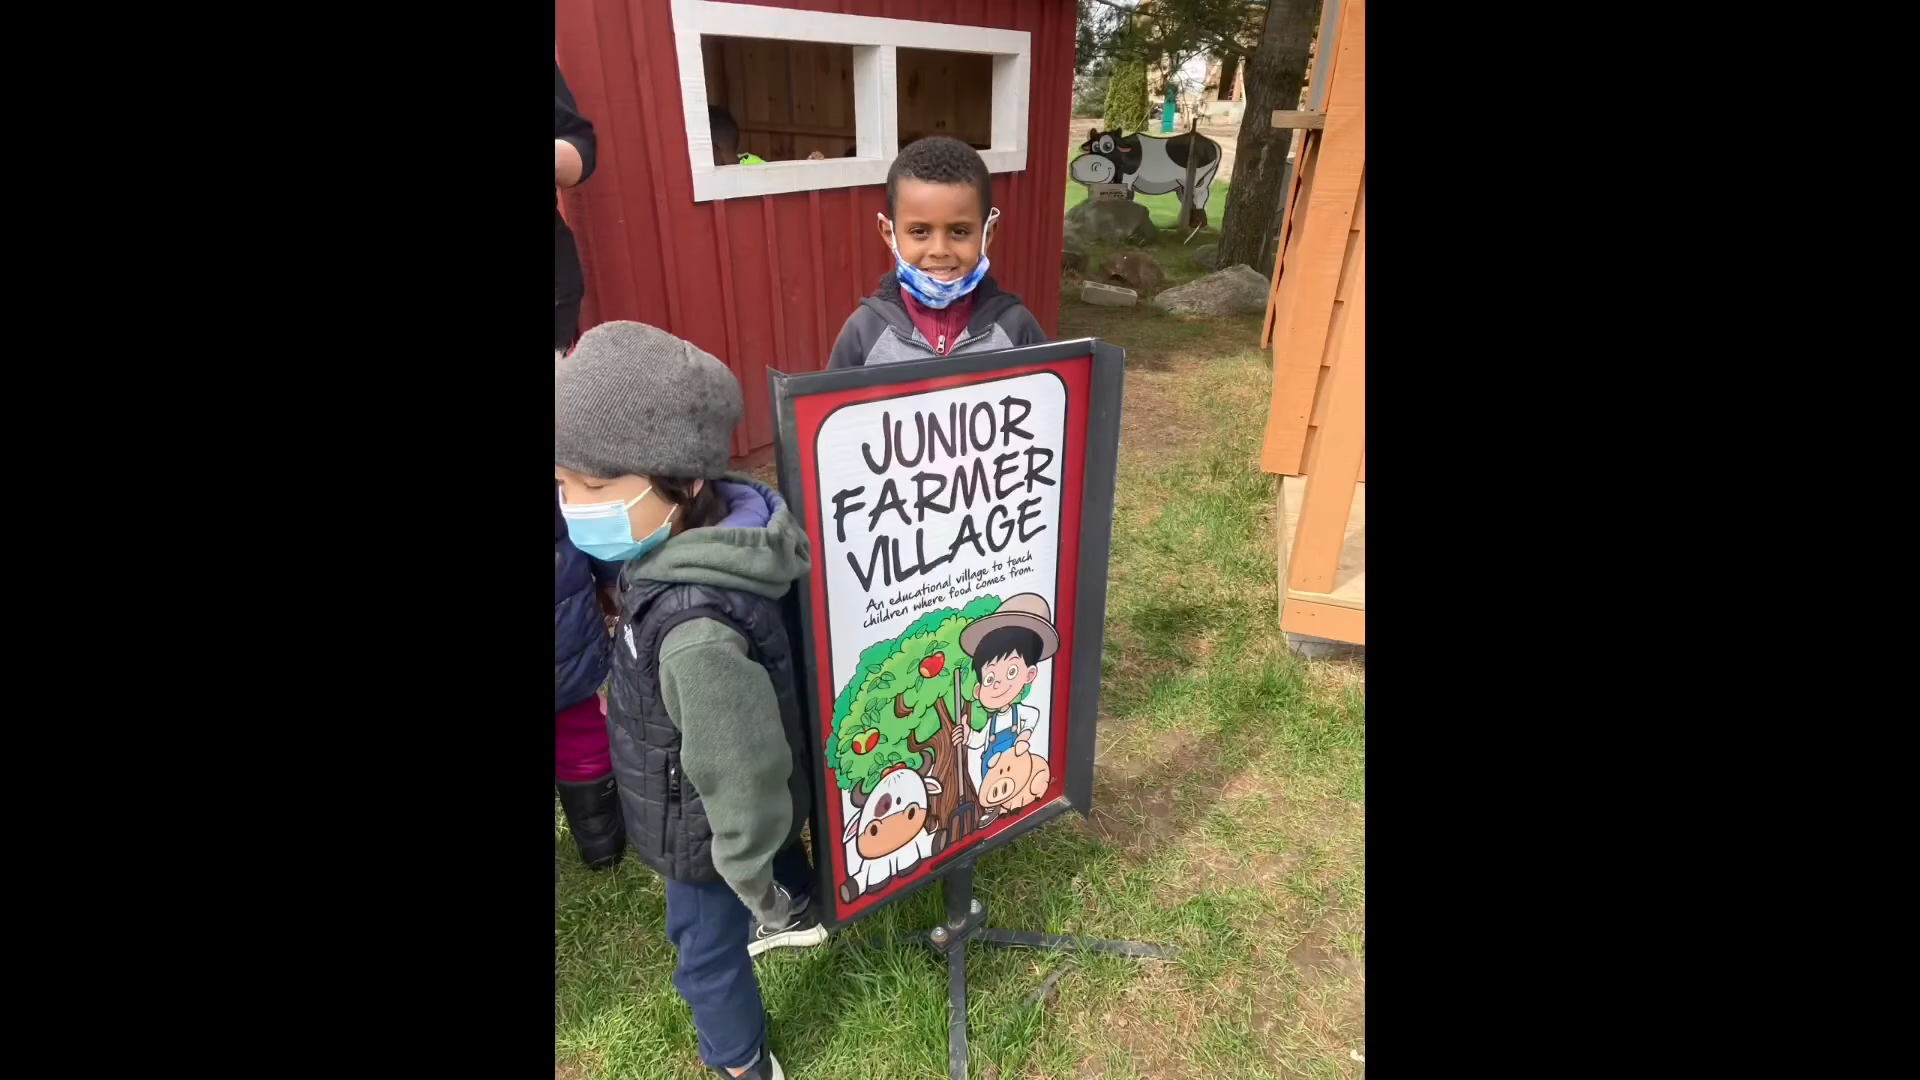 JUNIOR
FARMER
VILLAGE
An educational village to teach
children where food comes from.